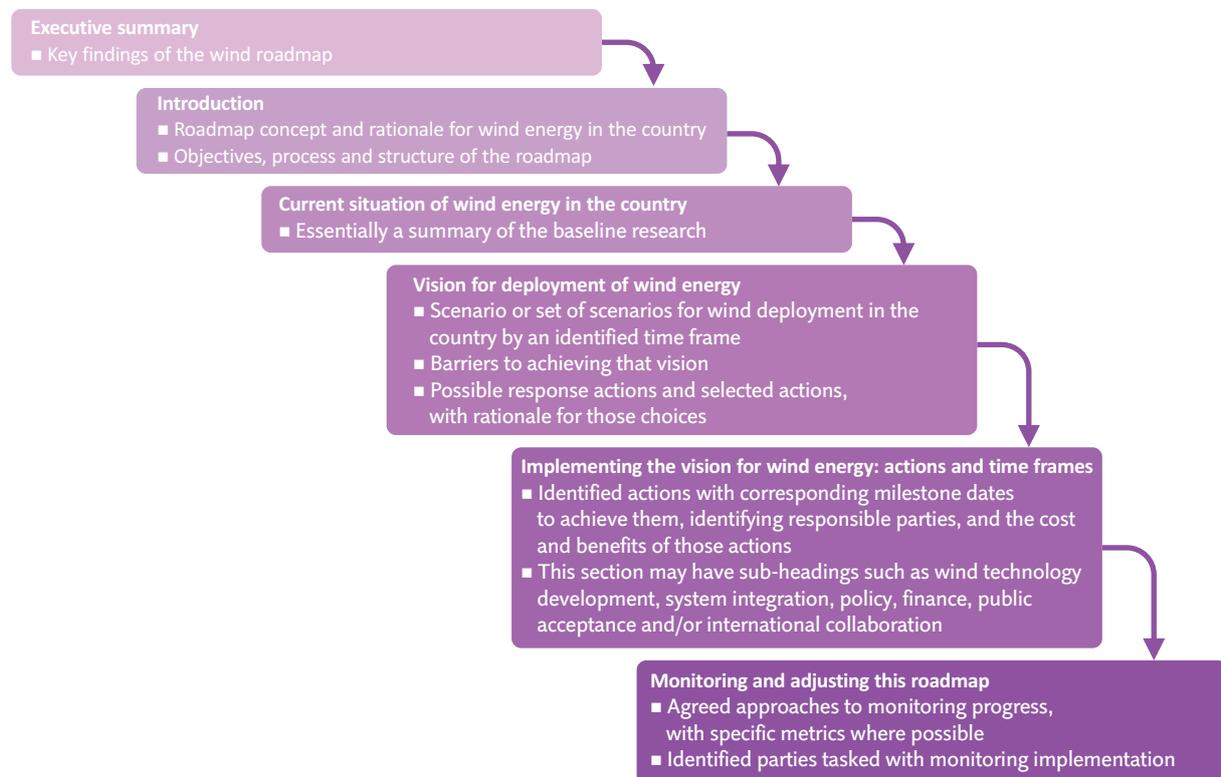 Executive summary
■ Key findings of the wind roadmap
Introduction
■ Roadmap concept and rationale for wind energy in the country
■ Objectives, process and structure of the roadmap
Current situation of wind energy in the country
■ Essentially a summary of the baseline research
Vision for deployment of wind energy
■ Scenario or set of scenarios for wind deployment in the
country by an identified time frame
■ Barriers to achieving that vision
■ Possible response actions and selected actions,
with rationale for those choices
Implementing the vision for wind energy: actions and time frames
■ Identified actions with corresponding milestone dates
to achieve them, identifying responsible parties, and the cost
and benefits of those actions
■ This section may have sub-headings such as wind technology
development, system integration, policy, finance, public
acceptance and/or international collaboration
Monitoring and adjusting this roadmap
■ Agreed approaches to monitoring progress,
with specific metrics where possible
■ Identified parties tasked with monitoring implementation